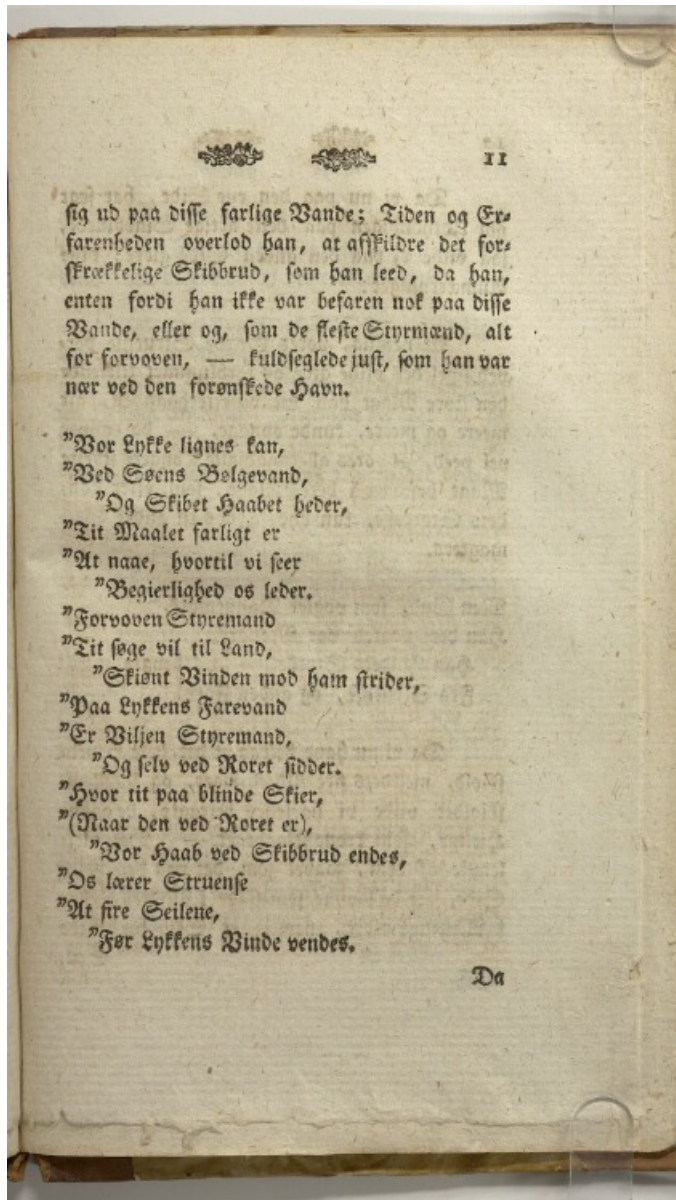 11
sig ud paa disse farlige Vande; Tiden og Er-
farenheden overlod han, at afskildre det for-
skrækkelige Skibbrud, som han leed, da han,
enten fordi han ikke var befaren nok paa disse
Vande, eller og, som de fleste Styrmænd, alt
for forvoven, — kuldseglede just, som han var
nær ved den forønskede Havn.
"Vor Lykke lignes kan,
"Ved Søens Bølgevand,
"Og Skibet Haabet heder,
"Tit Maalet farligt er
"At naae, hvortil vi seer
"Begierlighed os leder.
"Forvoven Styremand
"Tit søge vil til Land,
"Skiønt Vinden mod ham strider,
"Paa Lykkens Farevand
"Er Viljen Styremand,
"Og selv ved Roret sidder.
"Hvor tit paa blinde Skier,
"(Naar den ved Roret er),
"Vor Haab ved Skibbrud endes,
"Os lærer Struense
"At fire Seilene,
"Før Lykkens Vinde vendes.
Da